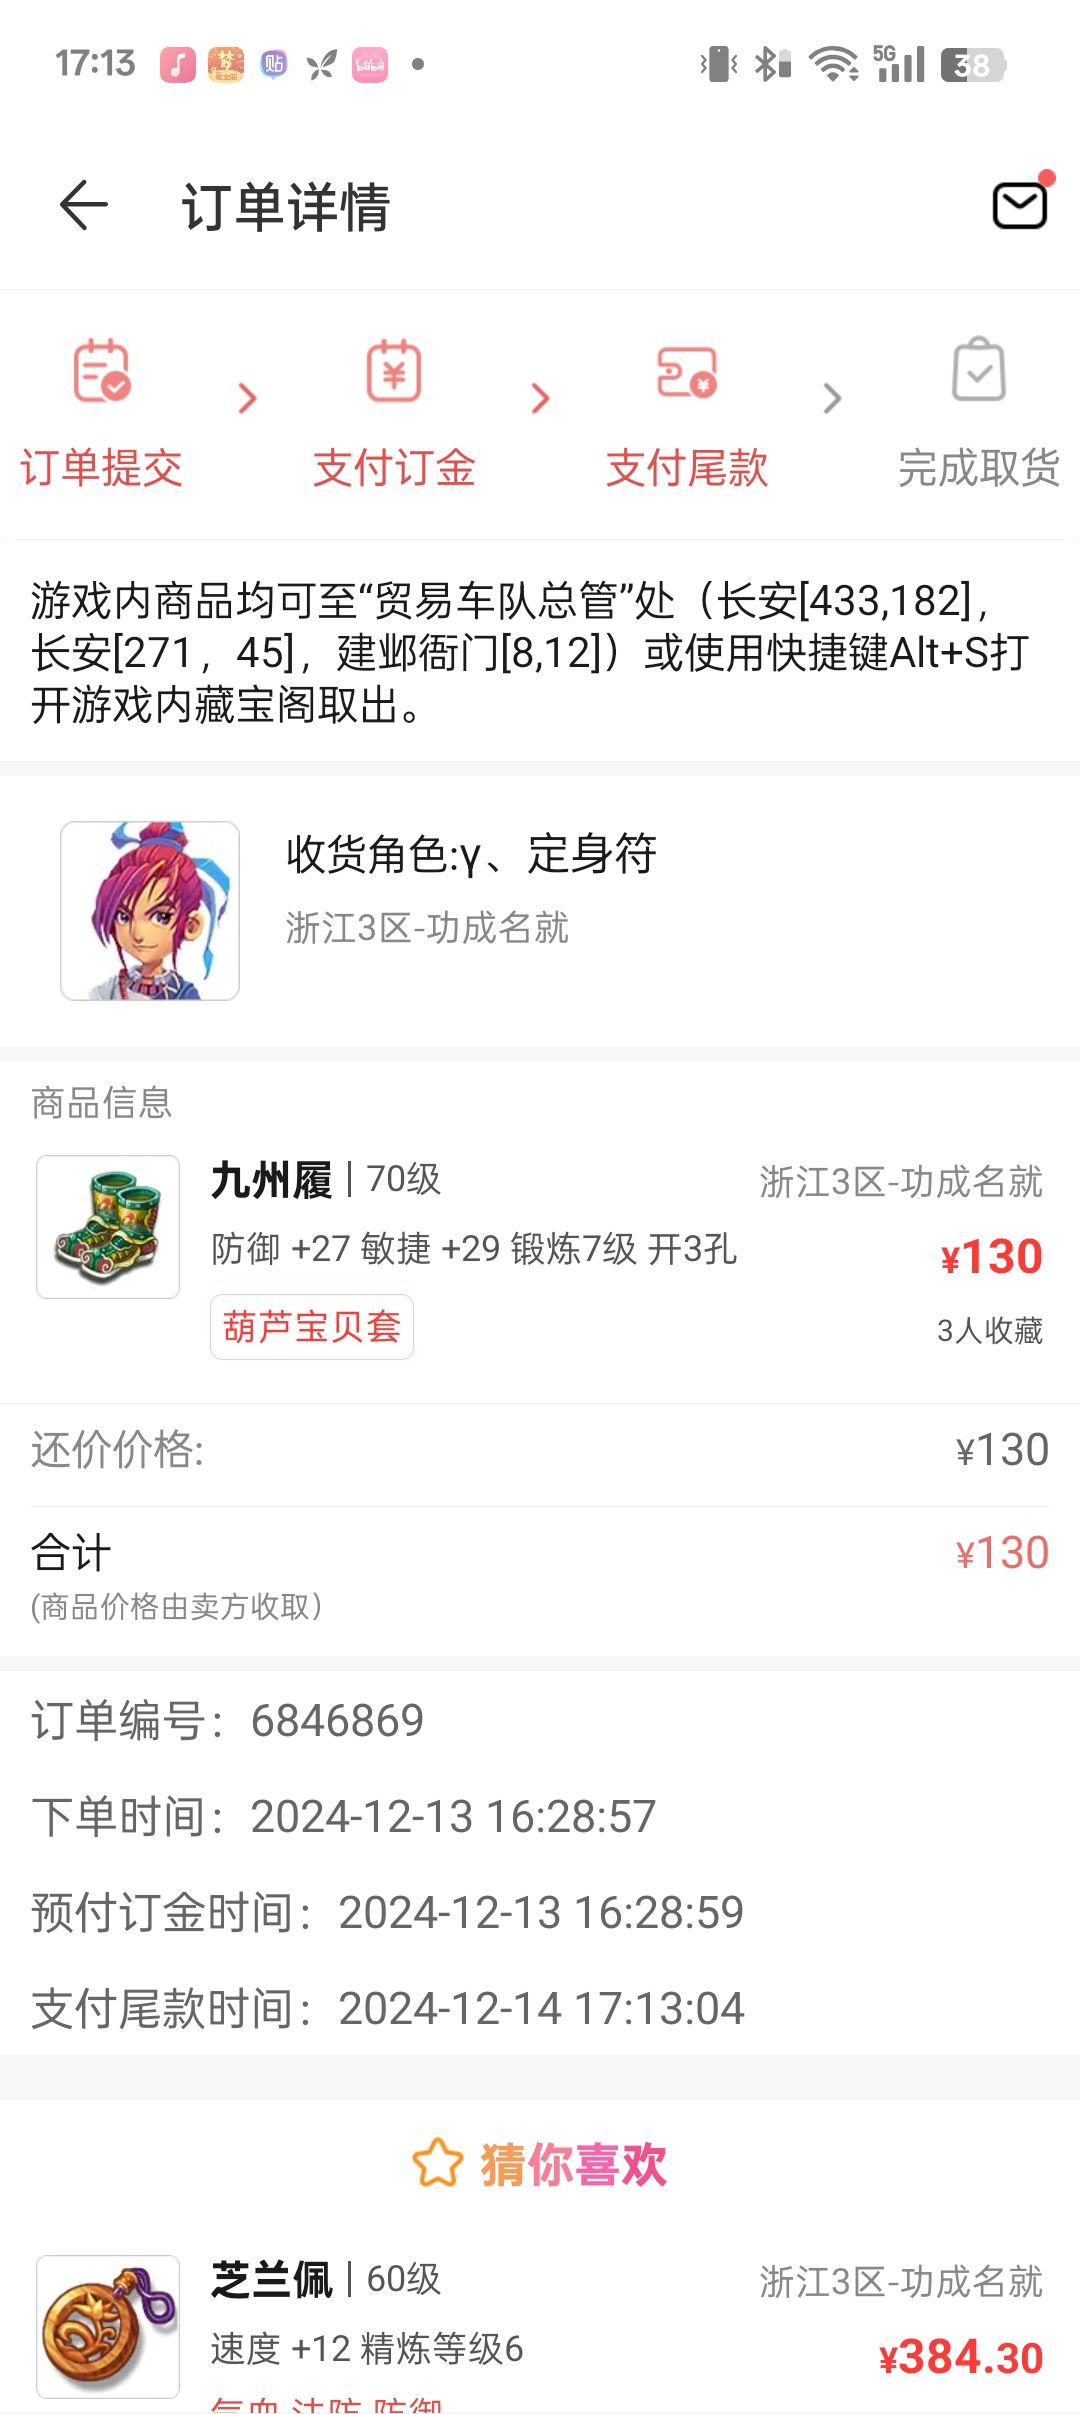 17:13
梦
贴
bilibili
5G
38
订单详情
订单提交
支付订金
支付尾款
完成取货
游戏内商品均可至“贸易车队总管”处（长安[433,182]，
长安[271，45]，建邺衙门[8,12]）或使用快捷键Alt+S打
开游戏内藏宝阁取出。
收货角色:γ、定身符
浙江3区-功成名就
商品信息
九州履 | 70级
浙江3区-功成名就
防御 +27 敏捷 +29 锻炼7级 开3孔
¥130
葫芦宝贝套
3人收藏
还价价格:
¥130
合计
¥130
(商品价格由卖方收取)
订单编号：6846869
下单时间：2024-12-13 16:28:57
预付订金时间：2024-12-13 16:28:59
支付尾款时间：2024-12-14 17:13:04
猜你喜欢
芝兰佩 | 60级
浙江3区-功成名就
速度 +12 精炼等级6
¥384.30
气血 法防 防御